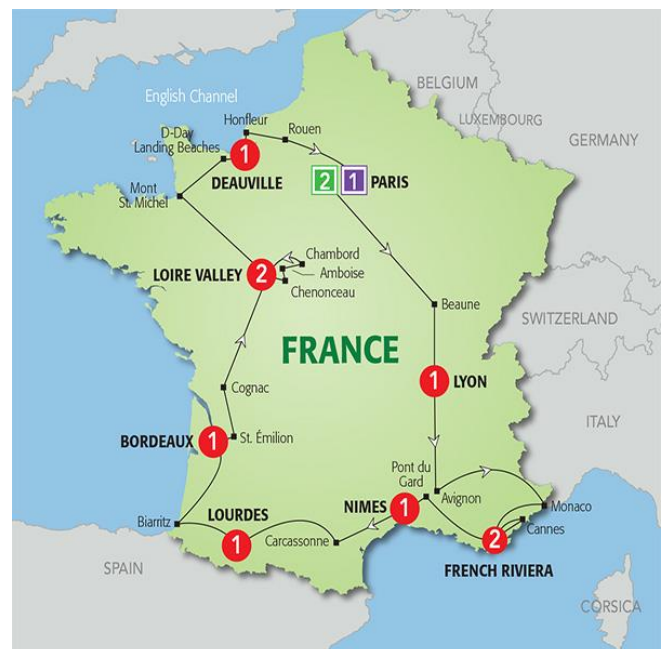 BELGIUM
English Channel
LUXEMBOURG
Honfleur
Rouen
GERMANY
D-Day
Landing Beaches
1
DEAUVILLE
2
1
PARIS
Mont
St. Michel
Chambord
LOIRE VALLEY
2
Amboise
Chenonceau
Beaune
SWITZERLAND
FRANCE
1
LYON
Cognac
ITALY
BORDEAUX
1
St. Émilion
Pont du
Gard
Avignon
NIMES
1
Monaco
Cannes
Biarritz
LOURDES
1
Carcassonne
2
FRENCH RIVIERA
SPAIN
CORSICA